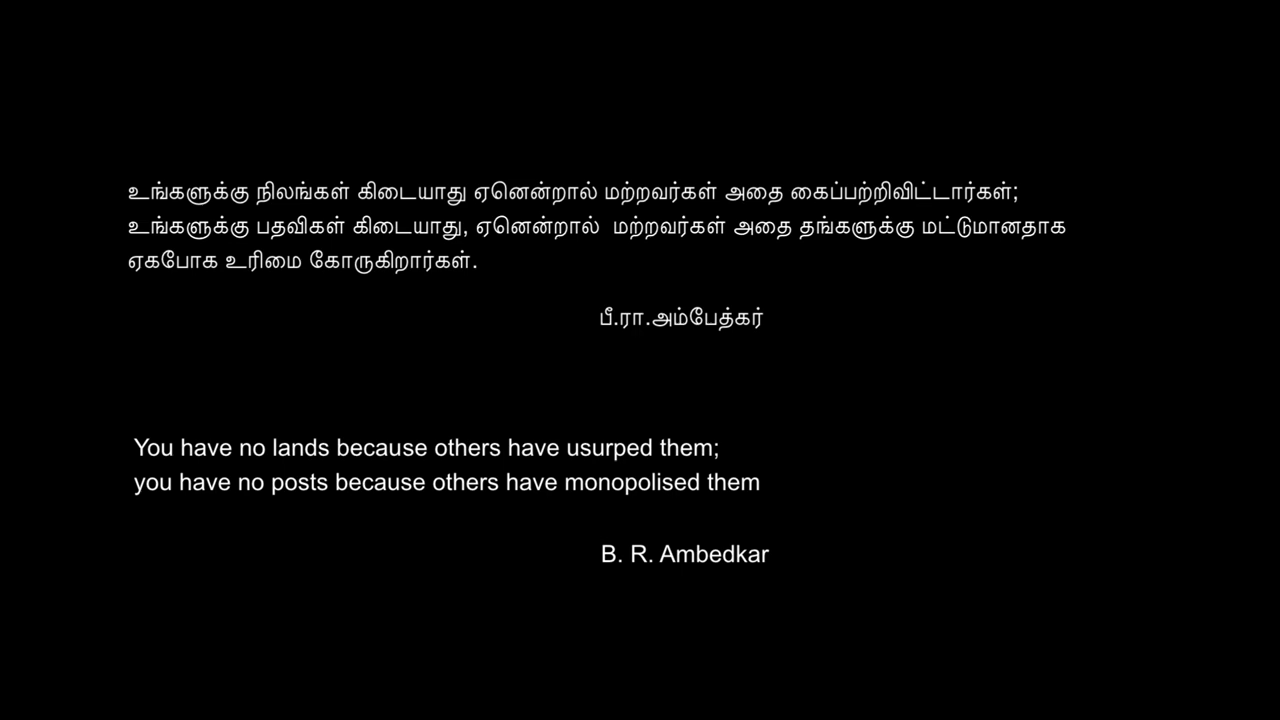 உங்களுக்கு நிலங்கள் கிடையாது ஏனென்றால் மற்றவர்கள் அதை கைப்பற்றிவிட்டார்கள்;
உங்களுக்கு பதவிகள் கிடையாது, ஏனென்றால் மற்றவர்கள் அதை தங்களுக்கு மட்டுமானதாக
ஏகபோக உரிமை கோருகிறார்கள்.
பீ.ரா.அம்பேத்கர்
You have no lands because others have usurped them;
you have no posts because others have monopolised them
B. R. Ambedkar